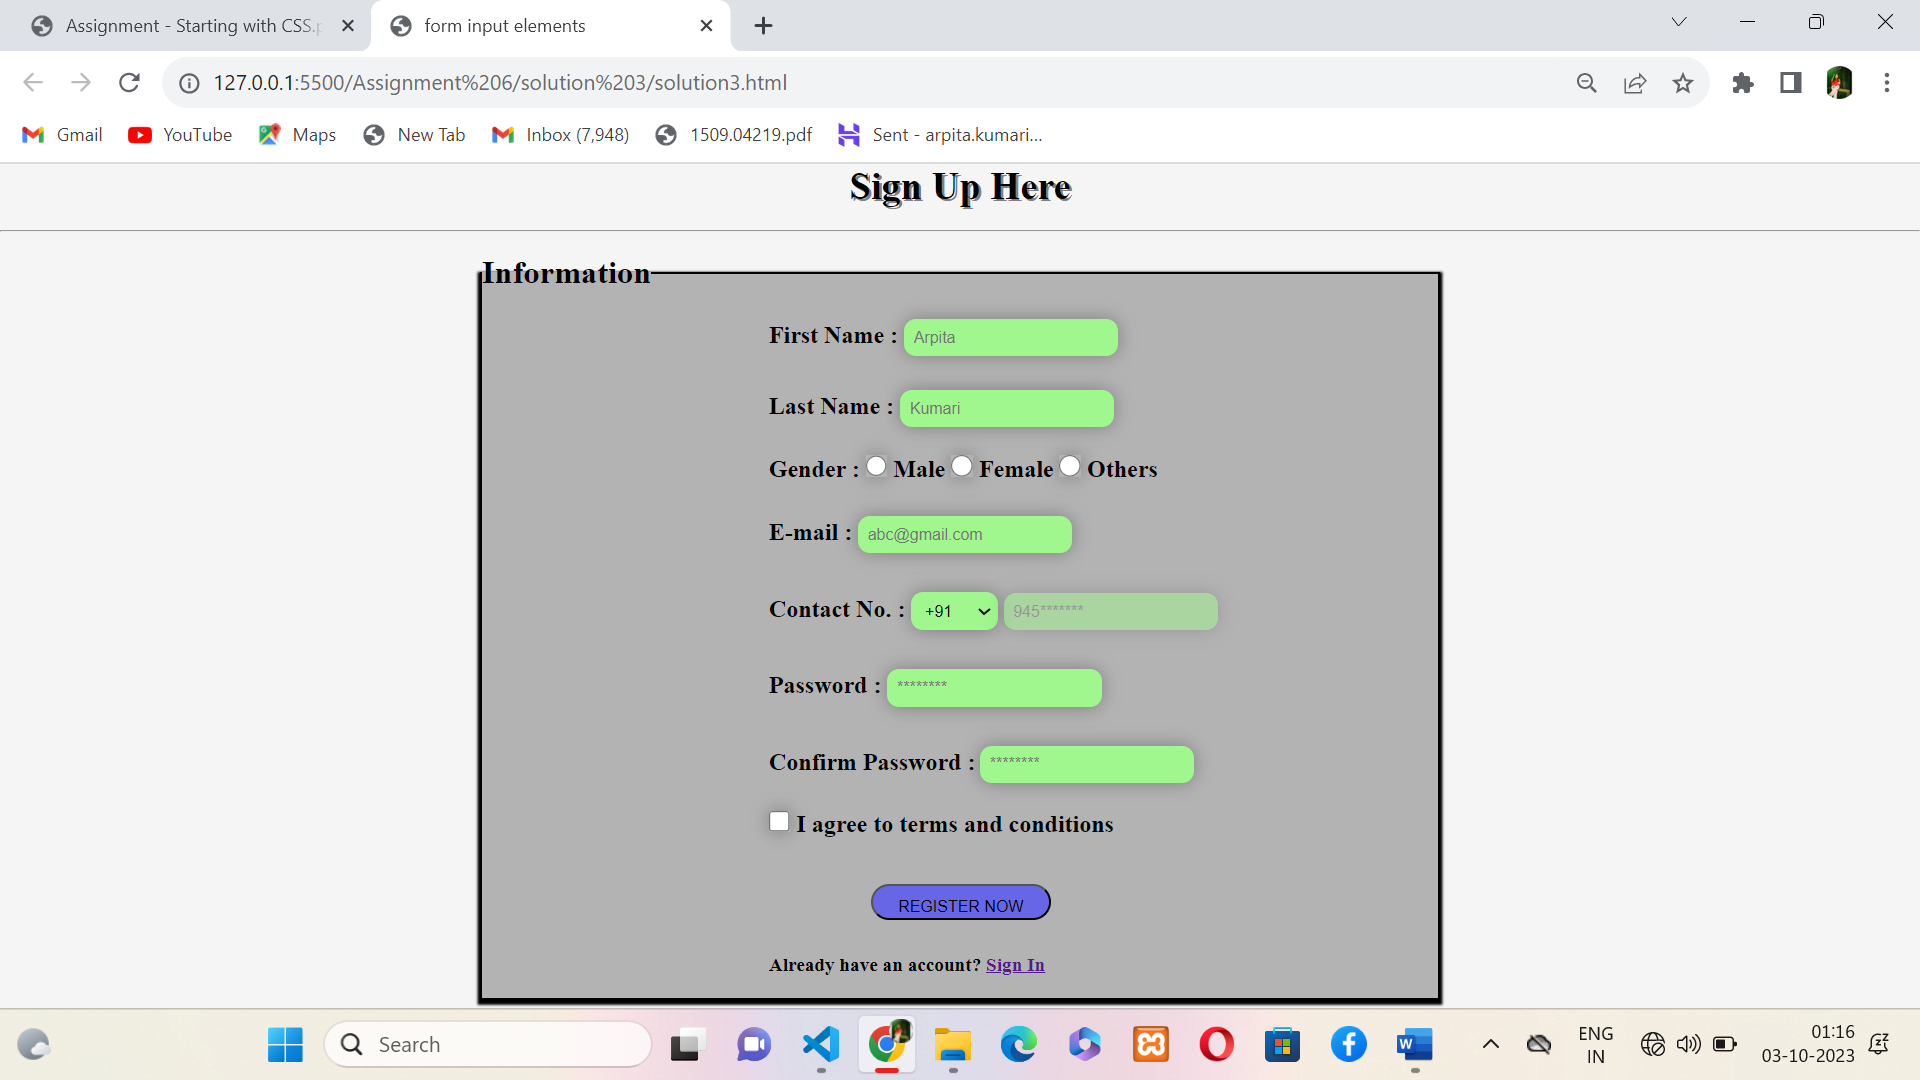 Assignment - Starting with CSS.p
form input elements
127.0.0.1:5500/Assignment%206/solution%203/solution3.html
Gmail YouTube Maps New Tab Inbox (7,948) 1509.04219.pdf Sent - arpita.kumari...
Sign Up Here
Information
First Name : Arpita
Last Name : Kumari
Gender : Male Female Others
E-mail : abc@gmail.com
Contact No. : +91 945*******
Password : ********
Confirm Password : ********
I agree to terms and conditions
REGISTER NOW
Already have an account? Sign In
Search
ENG
IN
01:16
03-10-2023